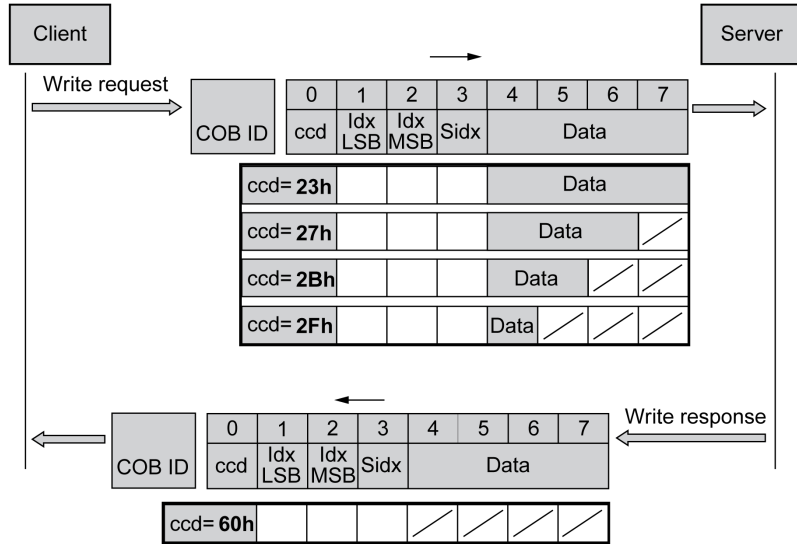 Client
Server
Write request
COB ID
0 1 2 3 4 5 6 7
ccd Idx LSB Idx MSB Sidx Data
ccd= 23h Data
ccd= 27h Data
ccd= 2Bh Data
ccd= 2Fh Data
Write response
COB ID
0 1 2 3 4 5 6 7
ccd Idx LSB Idx MSB Sidx Data
ccd= 60h